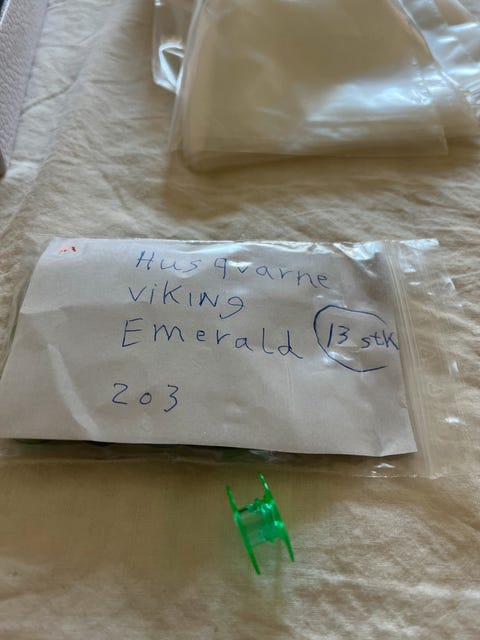 Husqvarne
viking
Emerald 13 stk
203